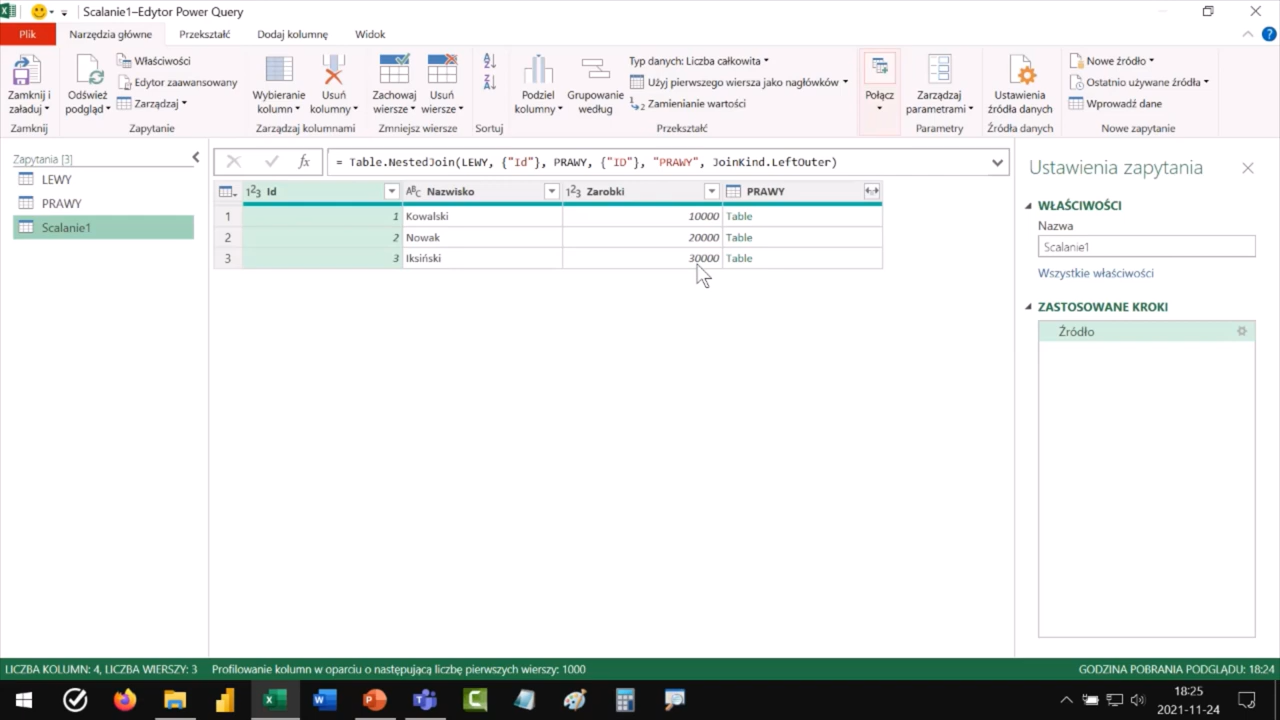 Scalanie1–Edytor Power Query
Plik
Narzędzia główne
Przekształć
Dodaj kolumnę
Widok
Zamknij i
załaduj
Zamknij
Odśwież
podgląd
Właściwości
Edytor zaawansowany
Zarządzaj
Zapytanie
Wybieranie
kolumn
Usuń
kolumny
Zarządzaj kolumnami
Zachowaj
wiersze
Usuń
wiersze
Zmniejsz wiersze
Sortuj
Podziel
kolumny
Grupowanie
według
Typ danych: Liczba całkowita
Użyj pierwszego wiersza jako nagłówków
Zamienianie wartości
Przekształć
Połącz
Zarządzaj
parametrami
Parametry
Ustawienia
źródła danych
Źródła danych
Nowe źródło
Ostatnio używane źródła
Wprowadź dane
Nowe zapytanie
Zapytania [3]
LEWY
PRAWY
Scalanie1
fx
= Table.NestedJoin(LEWY, {"Id"}, PRAWY, {"ID"}, "PRAWY", JoinKind.LeftOuter)
Id Nazwisko Zarobki PRAWY
1 1 Kowalski 10000 Table
2 2 Nowak 20000 Table
3 3 Iksiński 30000 Table
Ustawienia zapytania
WŁAŚCIWOŚCI
Nazwa
Scalanie1
Wszystkie właściwości
ZASTOSOWANE KROKI
Źródło
LICZBA KOLUMN: 4, LICZBA WIERSZY: 3 Profilowanie kolumn w oparciu o następującą liczbę pierwszych wierszy: 1000
GODZINA POBRANIA PODGLĄDU: 18:24
18:25
2021-11-24